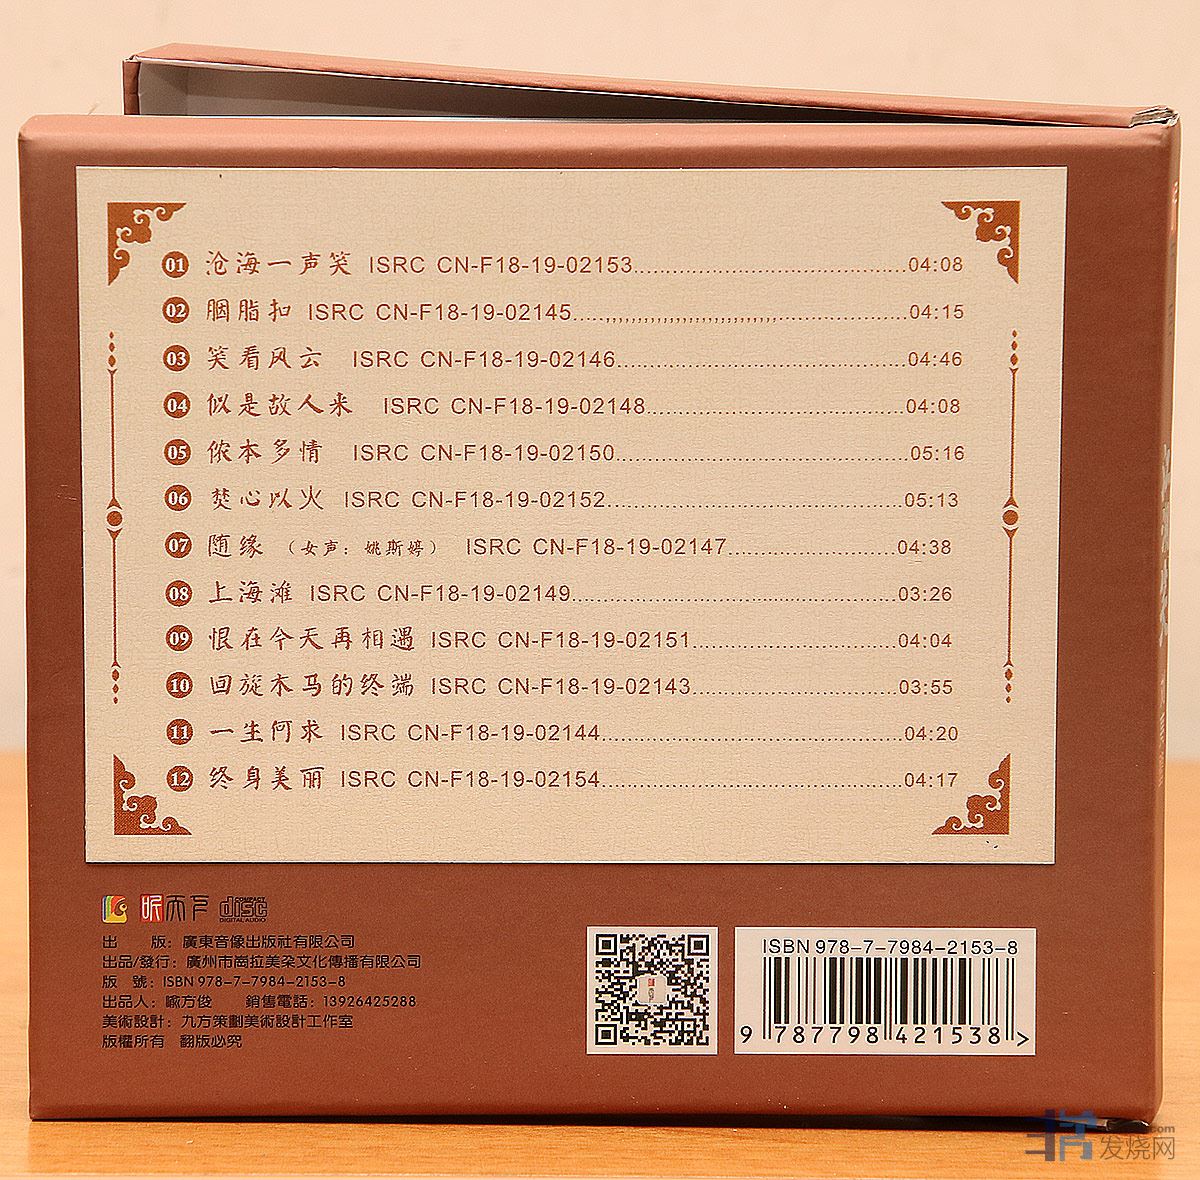 01 沧海一声笑 ISRC CN-F18-19-02153........................................04:08
02 胭脂扣 ISRC CN-F18-19-02145.....,,,,,,,,,,,,,,,,,,,,,,,,,,,....................04:15
03 笑看风云 ISRC CN-F18-19-02146...........................................04:46
04 似是故人来 ISRC CN-F18-19-02148......................................04:08
05 侬本多情 ISRC CN-F18-19-02150...........................................05:16
06 焚心以火 ISRC CN-F18-19-02152...........................................05:13
07 随缘 （女声：姚斯婷） ISRC CN-F18-19-02147.........................04:38
08 上海滩 ISRC CN-F18-19-02149...............................................03:26
09 恨在今天再相遇 ISRC CN-F18-19-02151...............................04:04
10 回旋木马的终端 ISRC CN-F18-19-02143...............................03:55
11 一生何求 ISRC CN-F18-19-02144............................................04:20
12 终身美丽 ISRC CN-F18-19-02154............................................04:17
COMPACT
disc
DIGITAL AUDIO
出 版：廣東音像出版社有限公司
出品/發行：廣州市崗拉美朵文化傳播有限公司
版 號：ISBN 978-7-7984-2153-8
出品人：喩方俊 銷售電話：13926425288
美術設計：九方策劃美術設計工作室
版權所有 翻版必究
ISBN 978-7-7984-2153-8
9 787798 421538 >
发烧网